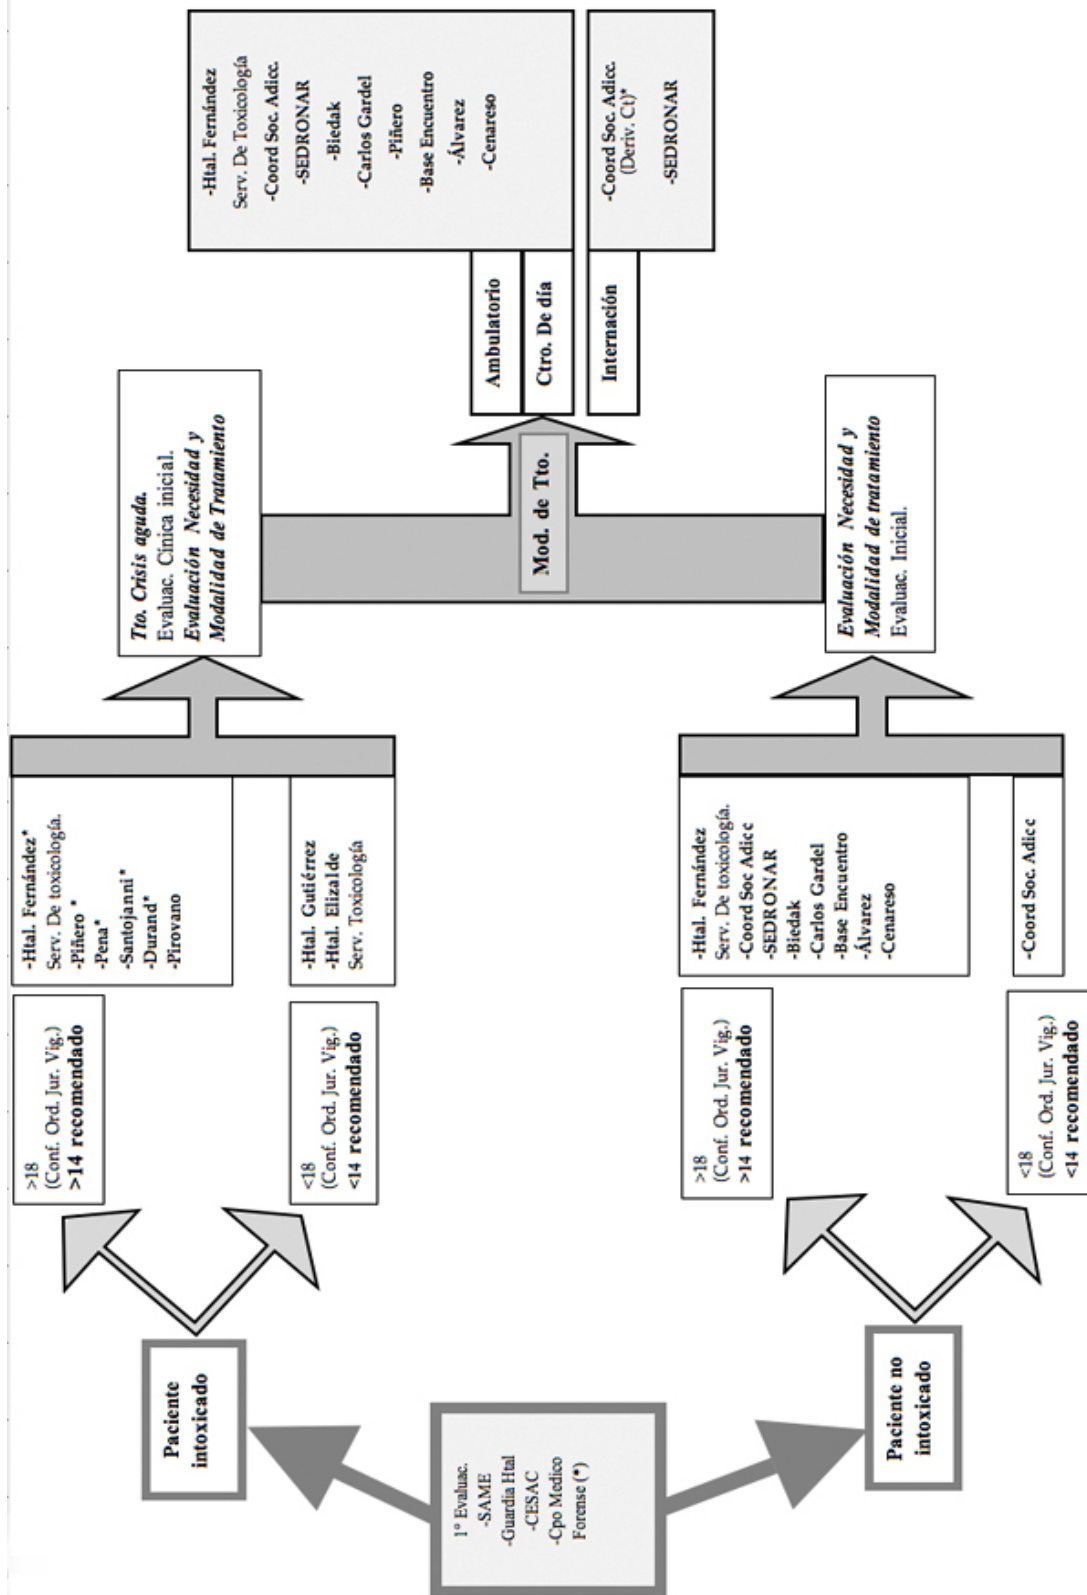 1° Evaluac.
-SAME
-Guardia Htal
-CESAC
-Cpo Medico
Forense (*)
Paciente
intoxicado
>18
(Conf. Ord. Jur. Vig.)
>14 recomendado
<18
(Conf. Ord. Jur. Vig.)
<14 recomendado
-Htal. Fernández*
Serv. De toxicología.
-Piñero *
-Pena*
-Santojanni*
-Durand*
-Pirovano
-Htal. Gutiérrez
-Htal. Elizalde
Serv. Toxicología
Tto. Crisis aguda.
Evaluac. Cínica inicial.
Evaluación Necesidad y
Modalidad de Tratamiento
Paciente no
intoxicado
>18
(Conf. Ord. Jur. Vig.)
>14 recomendado
<18
(Conf. Ord. Jur. Vig.)
<14 recomendado
-Htal. Fernández
Serv. De toxicología.
-Coord Soc Adicc
-SEDRONAR
-Biedak
-Carlos Gardel
-Base Encuentro
-Álvarez
-Cenareso
-Coord Soc. Adicc
Evaluación Necesidad y
Modalidad de tratamiento
Evaluac. Inicial.
Mod. de Tto.
Ambulatorio
Ctro. De día
Internación
-Htal. Fernández
Serv. De Toxicología
-Coord Soc. Adicc.
-SEDRONAR
-Biedak
-Carlos Gardel
-Piñero
-Base Encuentro
-Álvarez
-Cenareso
-Coord Soc. Adicc.
(Deriv. Ct)*
-SEDRONAR